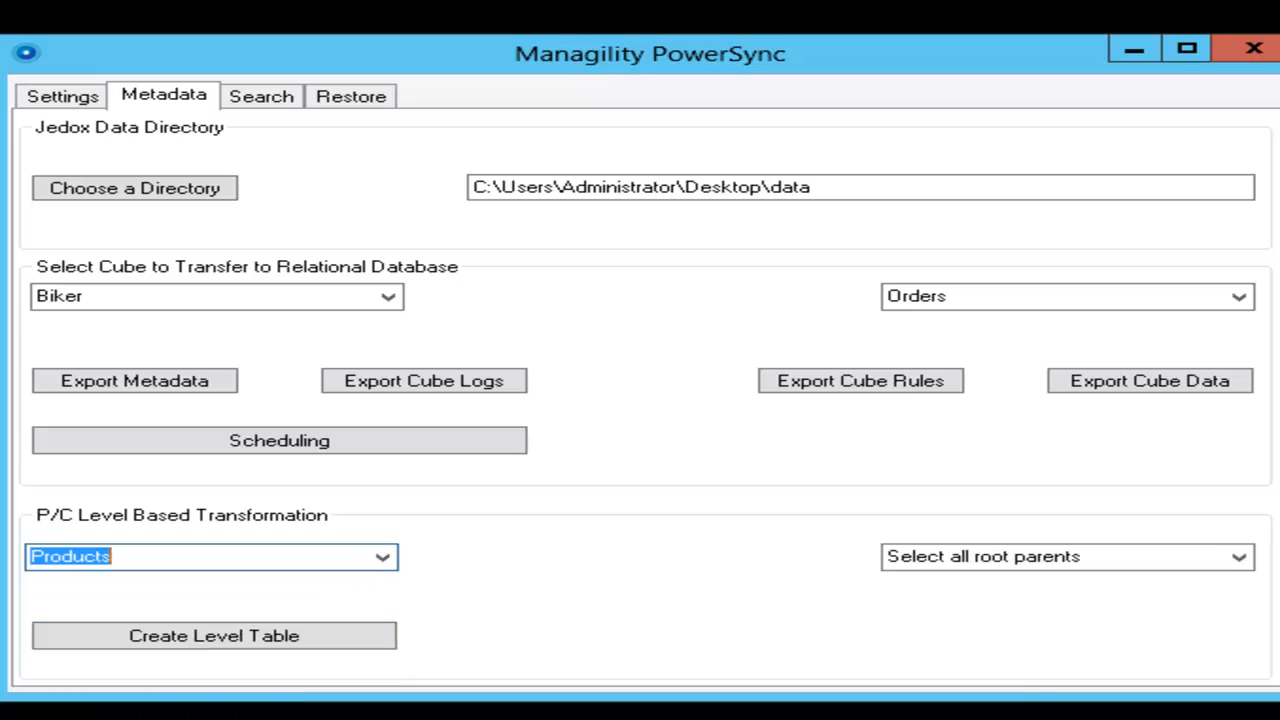 Managility PowerSync
Settings Metadata Search Restore
Jedox Data Directory
Choose a Directory C:\Users\Administrator\Desktop\data
Select Cube to Transfer to Relational Database
Biker Orders
Export Metadata Export Cube Logs Export Cube Rules Export Cube Data
Scheduling
P/C Level Based Transformation
Products Select all root parents
Create Level Table